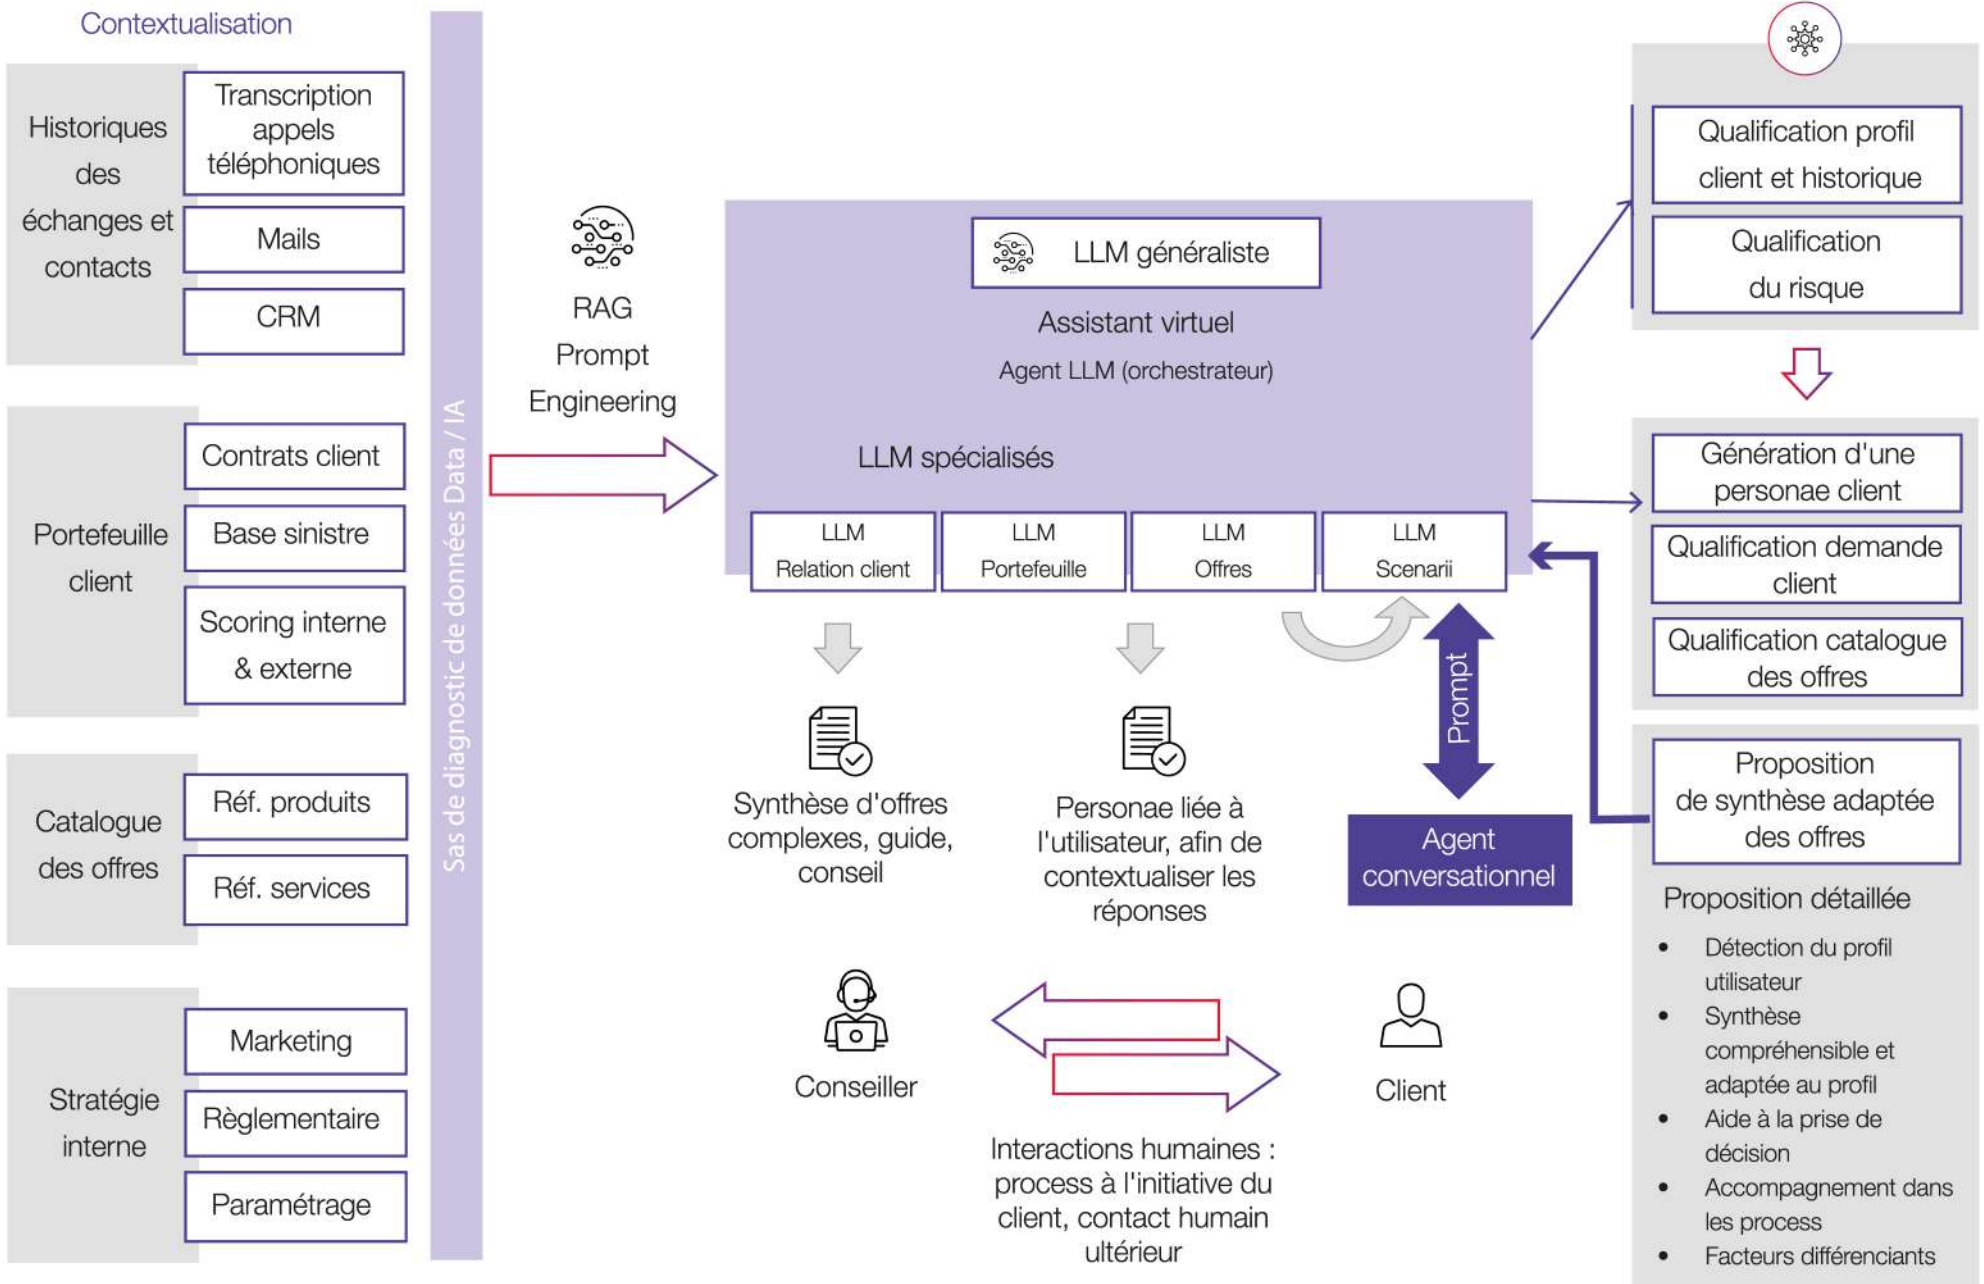 Contextualisation
Historiques
des
échanges et
contacts
Transcription
appels
téléphoniques
Mails
CRM
Portefeuille
client
Contrats client
Base sinistre
Scoring interne
& externe
Catalogue
des offres
Réf. produits
Réf. services
Stratégie
interne
Marketing
Règlementaire
Paramétrage
Sas de diagnostic de données Data / IA
RAG
Prompt
Engineering
LLM généraliste
Assistant virtuel
Agent LLM (orchestrateur)
LLM spécialisés
LLM
Relation client
LLM
Portefeuille
LLM
Offres
LLM
Scenarii
Synthèse d'offres
complexes, guide,
conseil
Personae liée à
l'utilisateur, afin de
contextualiser les
réponses
Prompt
Agent
conversationnel
Conseiller
Client
Interactions humaines :
process à l'initiative du
client, contact humain
ultérieur
Qualification profil
client et historique
Qualification
du risque
Génération d'une
personae client
Qualification demande
client
Qualification catalogue
des offres
Proposition
de synthèse adaptée
des offres
Proposition détaillée
• Détection du profil
utilisateur
• Synthèse
compréhensible et
adaptée au profil
• Aide à la prise de
décision
• Accompagnement dans
les process
• Facteurs différenciants